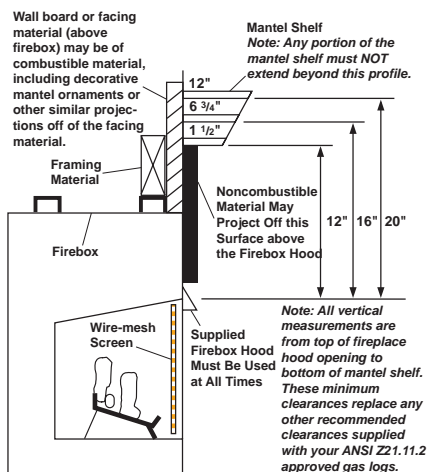 Wall board or facing
material (above
firebox) may be of
combustible material,
including decorative
mantel ornaments or
other similar projec-
tions off of the facing
material.
Mantel Shelf
Note: Any portion of the
mantel shelf must NOT
extend beyond this profile.
12"
6 3/4"
1 1/2"
Framing
Material
Noncombustible
Material May
Project Off this
Surface above
the Firebox Hood
12" 16" 20"
Firebox
Wire-mesh
Screen
Supplied
Firebox Hood
Must Be Used
at All Times
Note: All vertical
measurements are
from top of fireplace
hood opening to
bottom of mantel shelf.
These minimum
clearances replace any
other recommended
clearances supplied
with your ANSI Z21.11.2
approved gas logs.